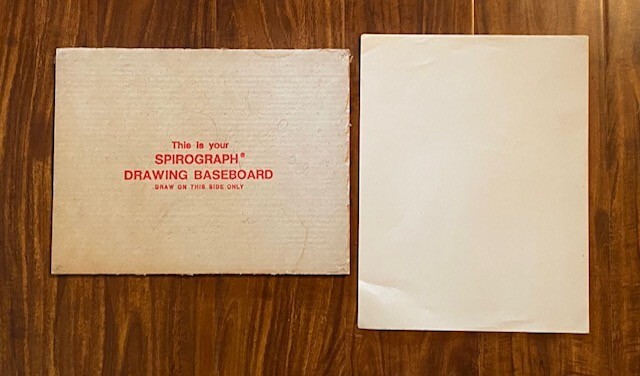 This is your
SPIROGRAPH®
DRAWING BASEBOARD
DRAW ON THIS SIDE ONLY